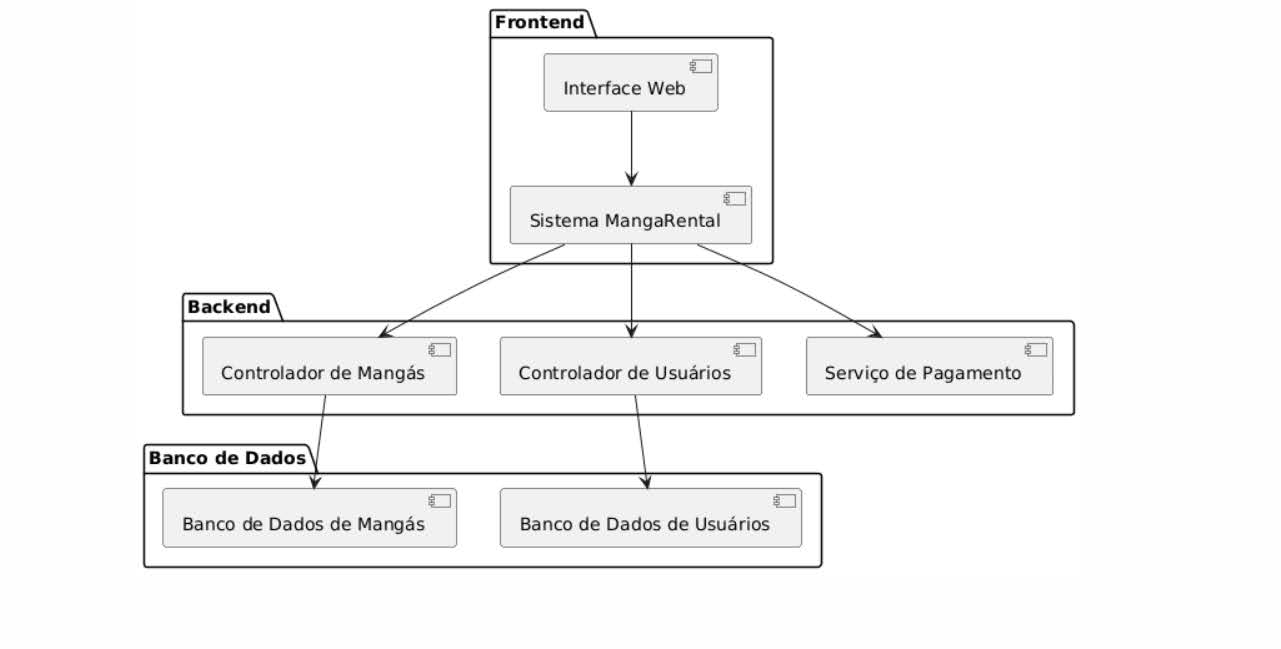 Frontend
Interface Web
Sistema MangaRental
Backend
Controlador de Mangás
Controlador de Usuários
Serviço de Pagamento
Banco de Dados
Banco de Dados de Mangás
Banco de Dados de Usuários